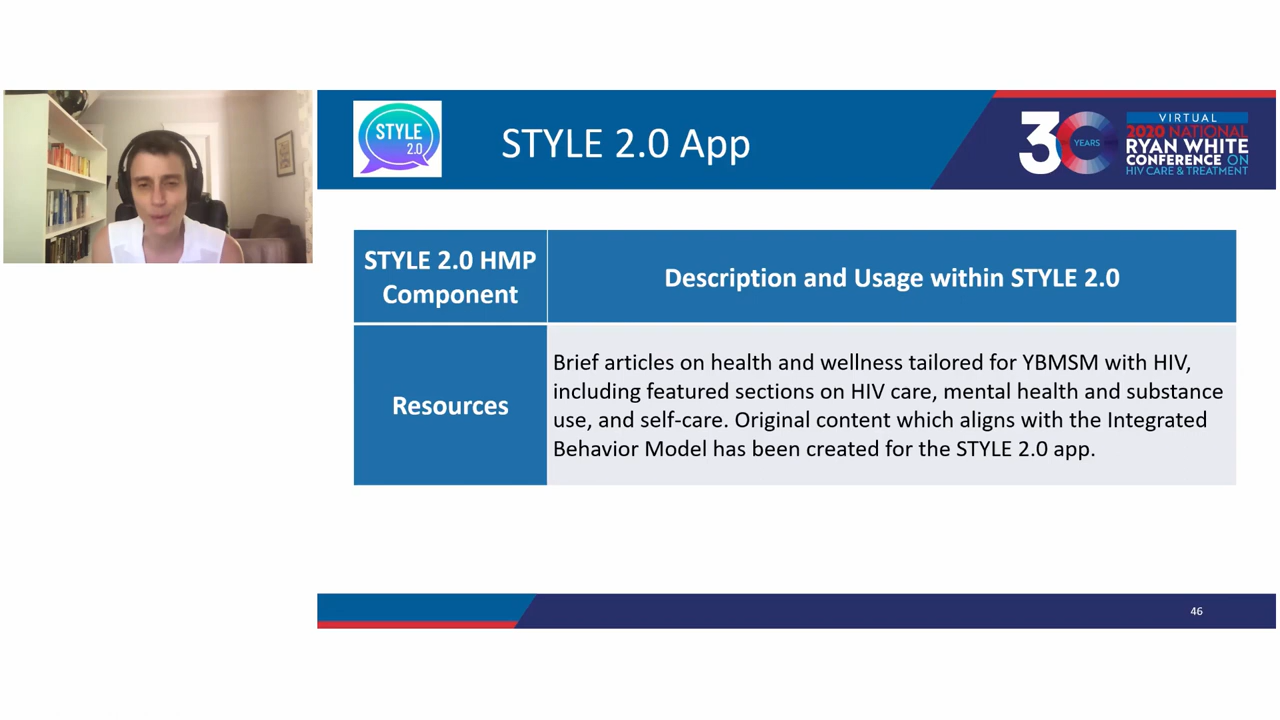 STYLE
2.0
STYLE 2.0 App
30
YEARS
VIRTUAL
2020 NATIONAL
RYAN WHITE
CONFERENCE ON
HIV CARE & TREATMENT
STYLE 2.0 HMP
Component
Description and Usage within STYLE 2.0
Resources
Brief articles on health and wellness tailored for YBMSM with HIV,
including featured sections on HIV care, mental health and substance
use, and self-care. Original content which aligns with the Integrated
Behavior Model has been created for the STYLE 2.0 app.
46